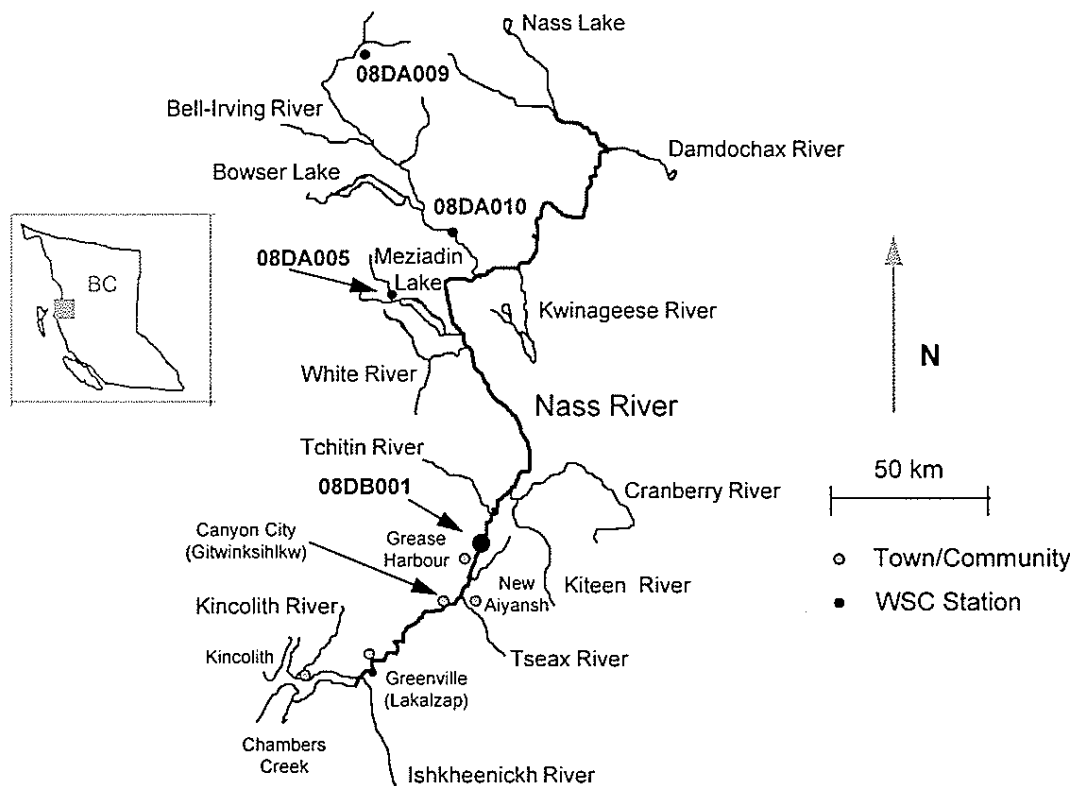 Nass Lake
08DA009
Bell-Irving River
Damdochax River
Bowser Lake
08DA010
08DA005
Meziadin
Lake
BC
Kwinageese River
N
White River
Nass River
Tchitin River
50 km
08DB001
Cranberry River
Canyon City
(Gitwinksihlkw)
Grease
Harbour
Town/Community
New
Aiyansh
Kiteen River
WSC Station
Kincolith River
Tseax River
Kincolith
Greenville
(Lakalzap)
Chambers
Creek
Ishkheenickh River